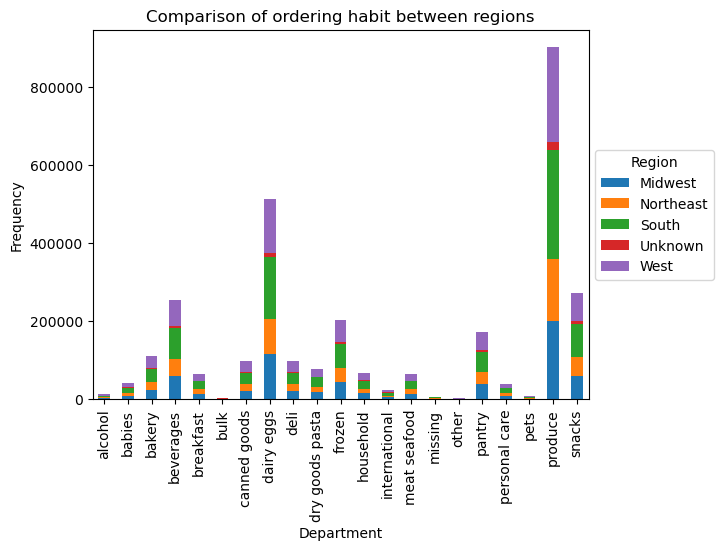 Comparison of ordering habit between regions
Frequency
800000
600000
400000
200000
0
alcohol
babies
bakery
beverages
breakfast
bulk
canned goods
dairy eggs
deli
dry goods pasta
frozen
household
international
meat seafood
missing
other
pantry
personal care
pets
produce
snacks
Department
Region
Midwest
Northeast
South
Unknown
West